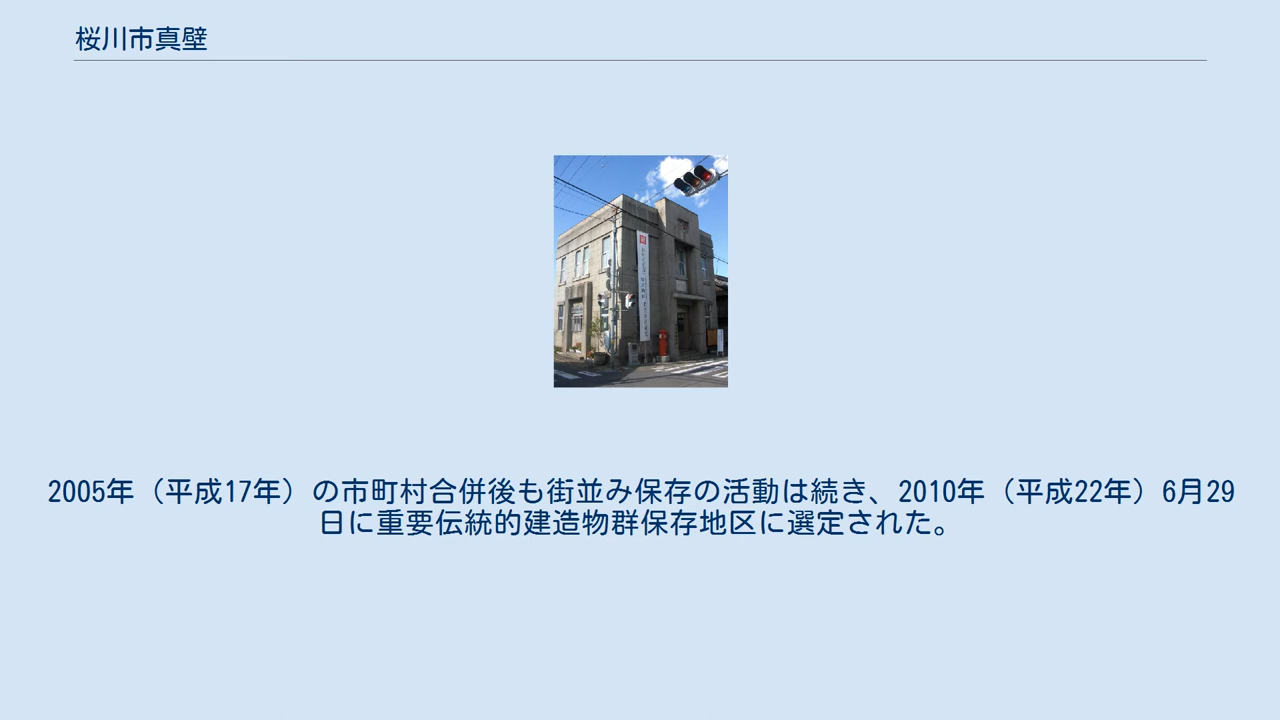 桜川市真壁
2005年（平成17年）の市町村合併後も街並み保存の活動は続き、2010年（平成22年）6月29
日に重要伝統的建造物群保存地区に選定された。